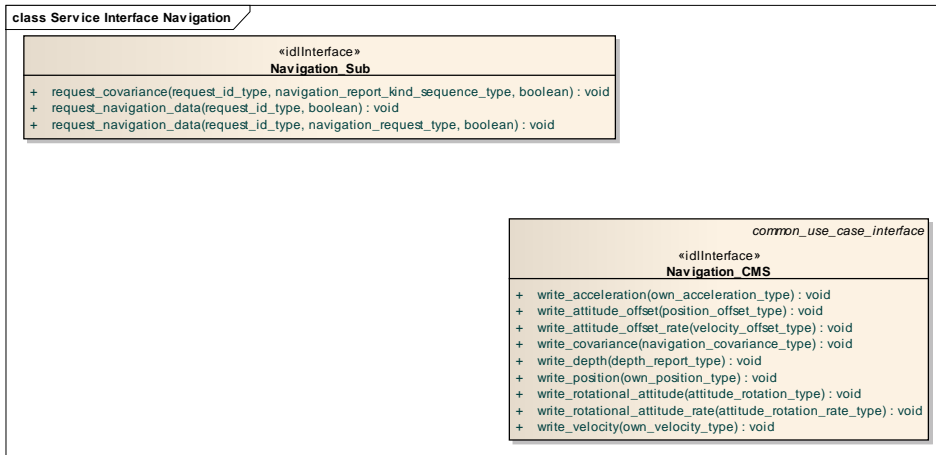 class Service Interface Navigation
«idlInterface»
Navigation_Sub
+ request_covariance(request_id_type, navigation_report_kind_sequence_type, boolean) : void
+ request_navigation_data(request_id_type, boolean) : void
+ request_navigation_data(request_id_type, navigation_request_type, boolean) : void
common_use_case_interface
«idlInterface»
Navigation_CMS
+ write_acceleration(own_acceleration_type) : void
+ write_attitude_offset(position_offset_type) : void
+ write_attitude_offset_rate(velocity_offset_type) : void
+ write_covariance(navigation_covariance_type) : void
+ write_depth(depth_report_type) : void
+ write_position(own_position_type) : void
+ write_rotational_attitude(attitude_rotation_type) : void
+ write_rotational_attitude_rate(attitude_rotation_rate_type) : void
+ write_velocity(own_velocity_type) : void